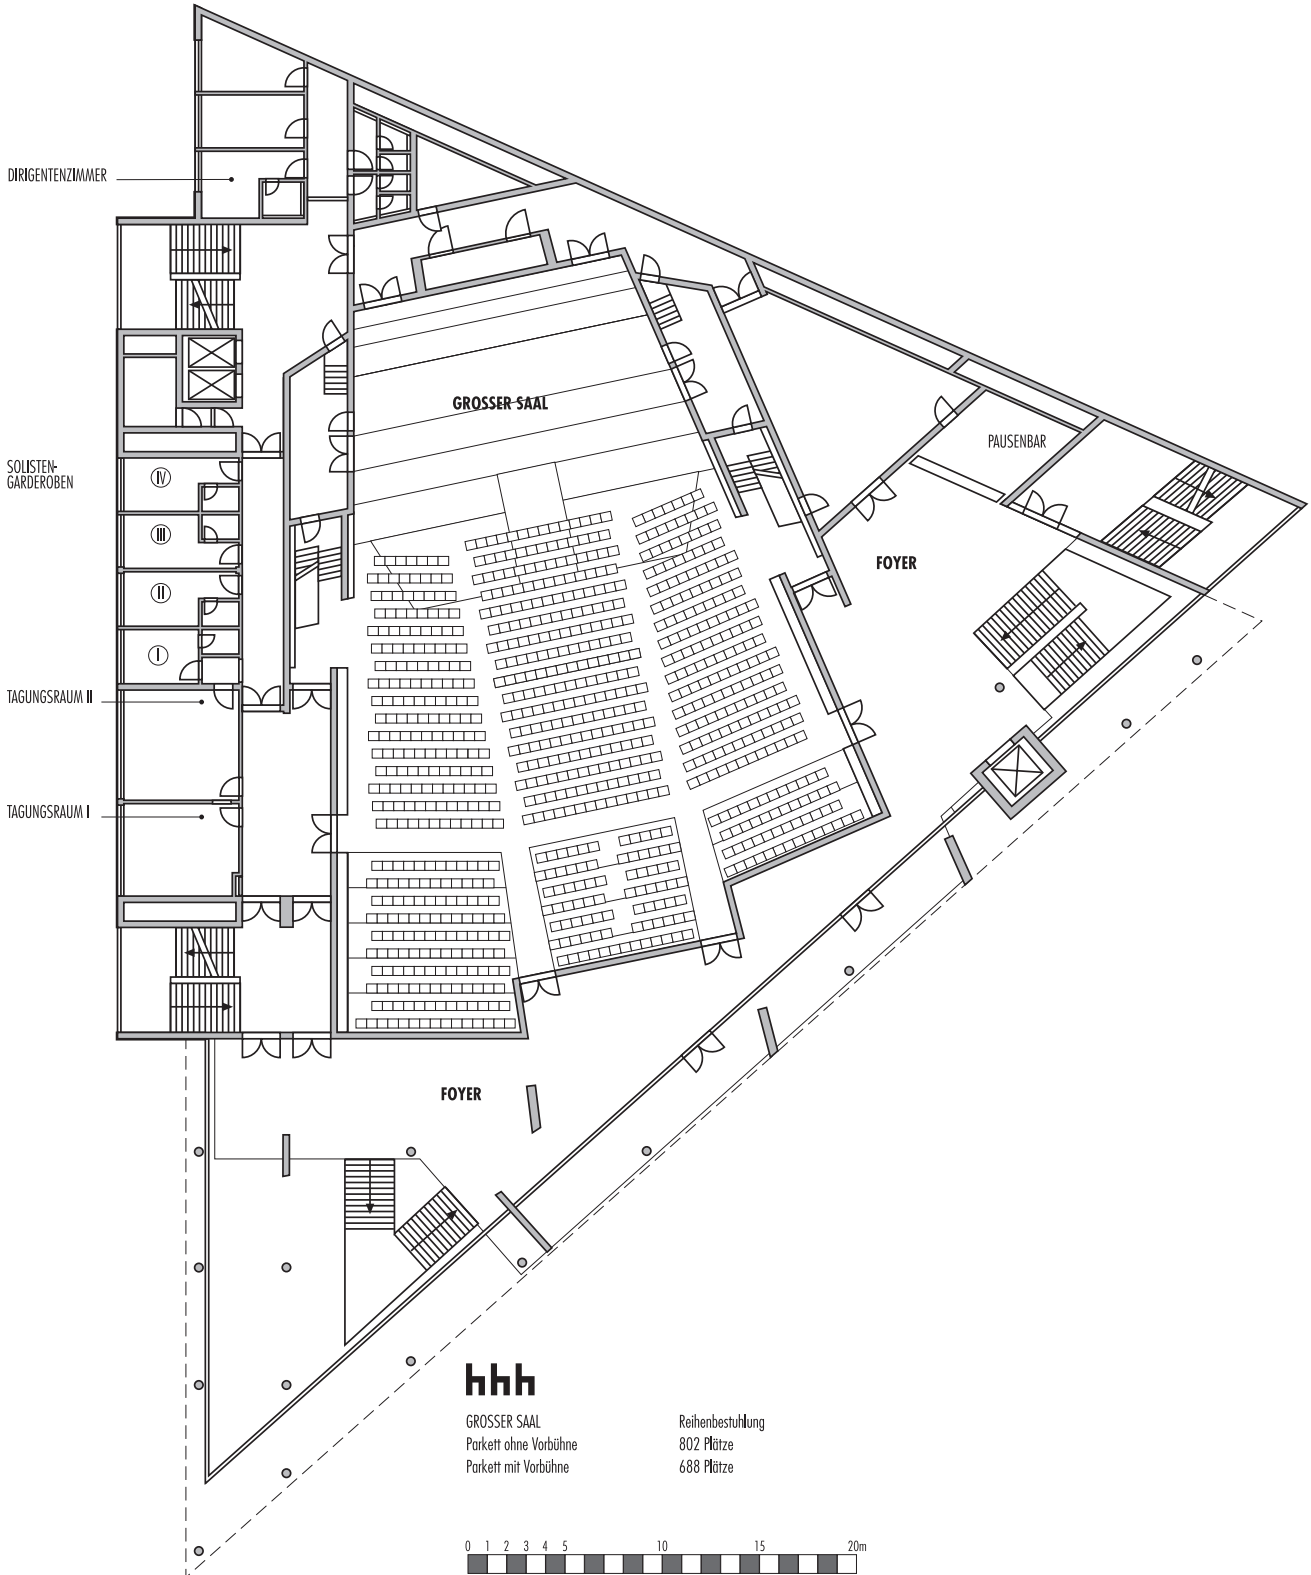 DIRIGENTENZIMMER
GROSSER SAAL
PAUSENBAR
SOLISTEN-
GARDEROBEN
IV
III
II
I
FOYER
TAGUNGSRAUM II
TAGUNGSRAUM I
FOYER
hhh
GROSSER SAAL Reihenbestuhlung
Parkett ohne Vorbühne 802 Plätze
Parkett mit Vorbühne 688 Plätze
0 1 2 3 4 5 10 15 20m